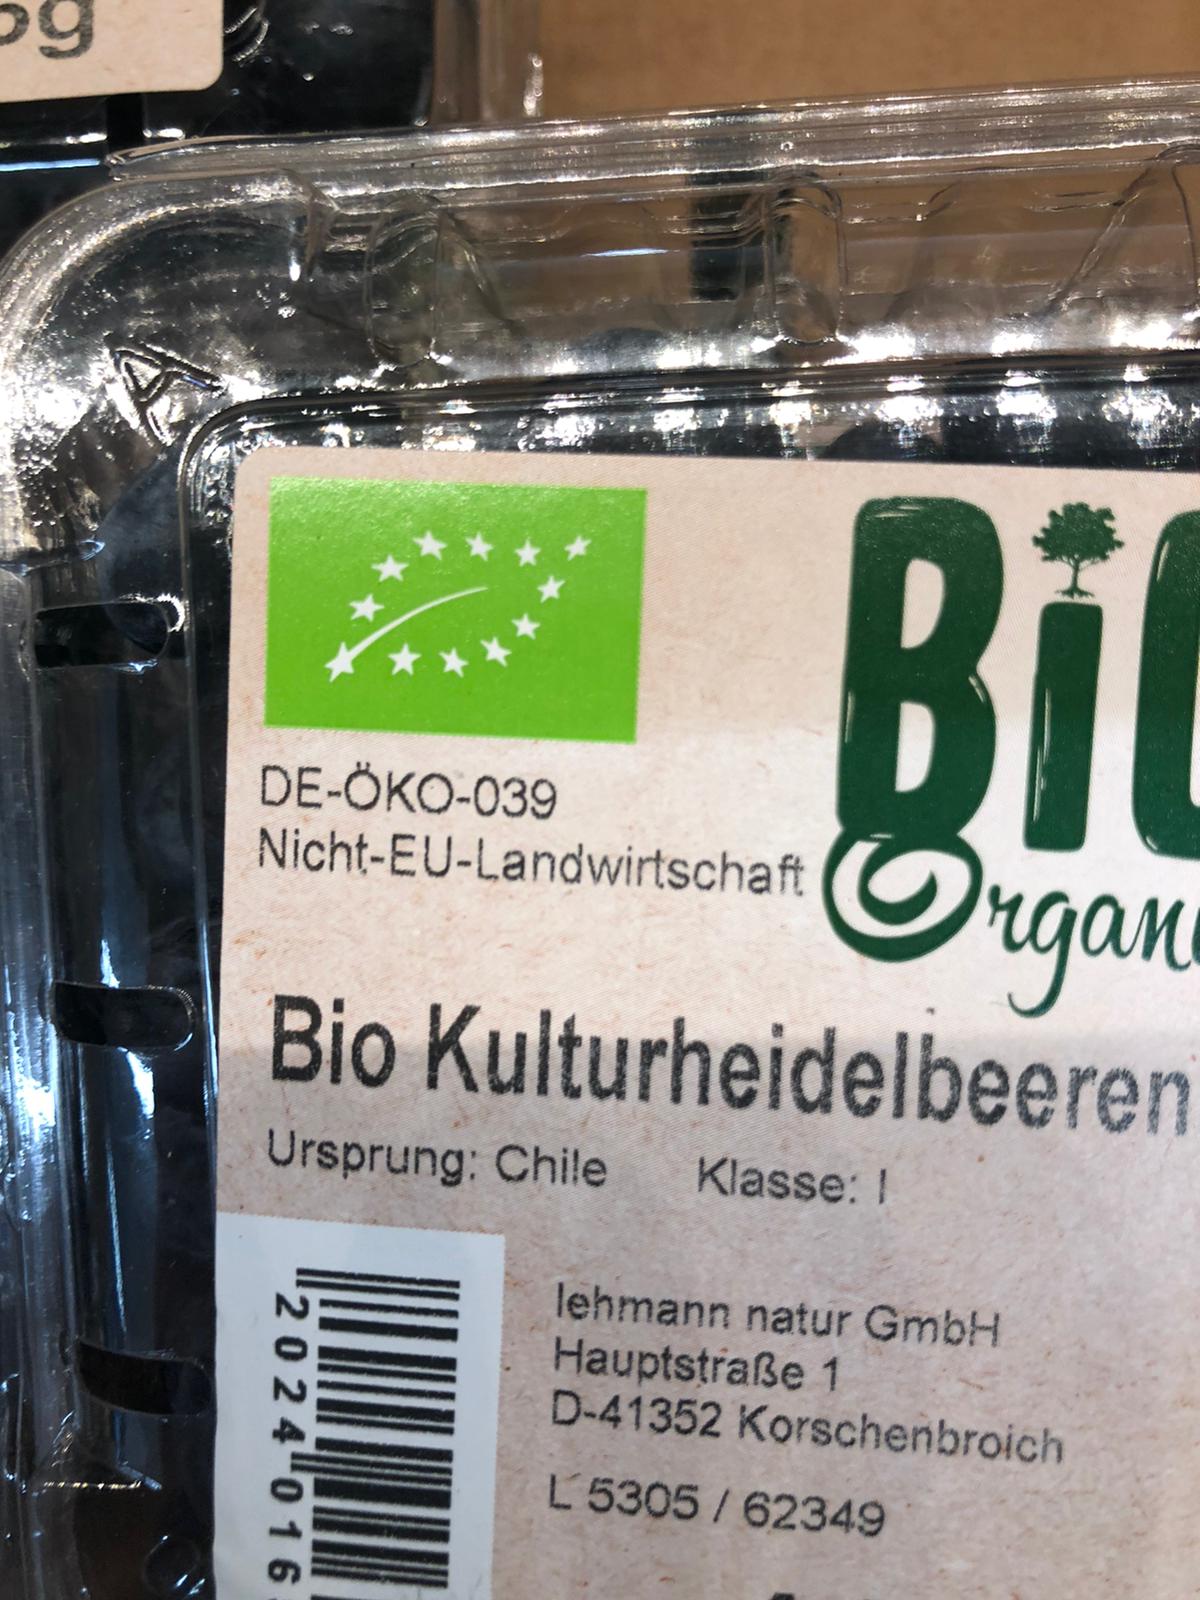 A
DE-ÖKO-039
Nicht-EU-Landwirtschaft
Bio Kulturheidelbeeren
Ursprung: Chile Klasse: I
lehmann natur GmbH
Hauptstraße 1
D-41352 Korschenbroich
L 5305 / 62349
2024016